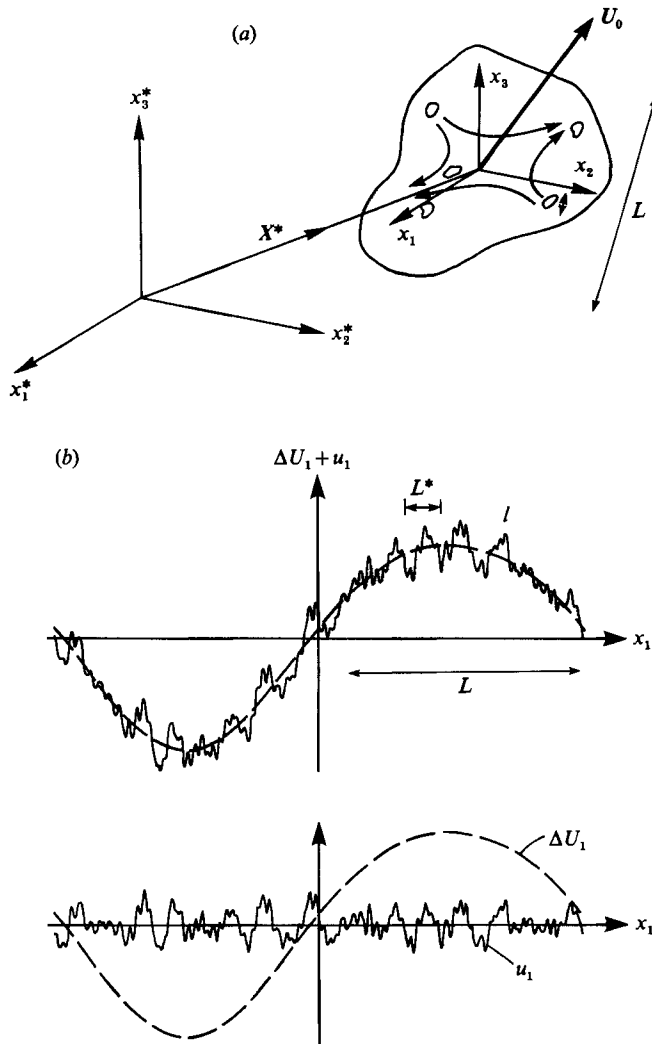 (a)
U₀
x₃*
x₃
x₂
L
X*
x₁
x₂*
x₁*
(b)
ΔU₁ + u₁
L*
l
x₁
L
ΔU₁
x₁
u₁